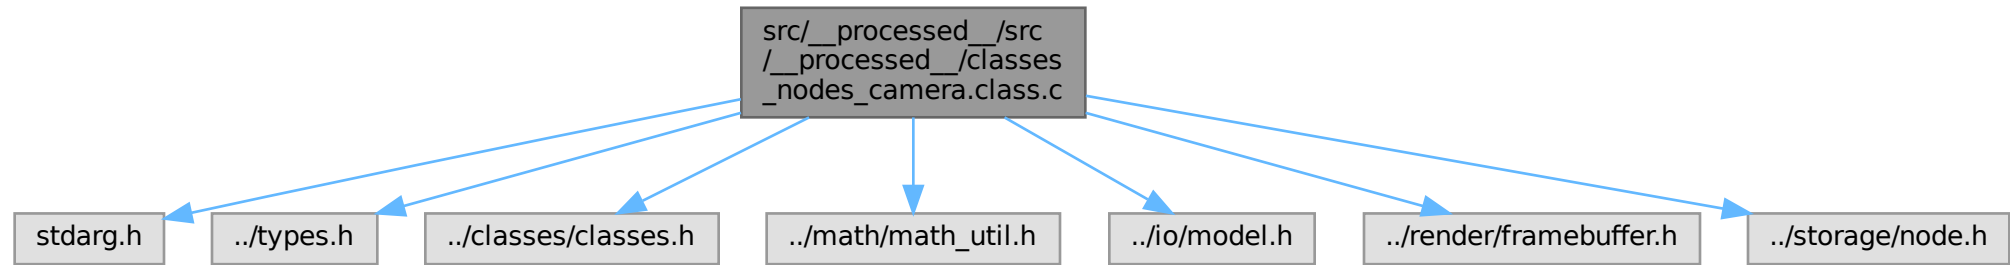 src/__processed__/src
/__processed__/classes
_nodes_camera.class.c
stdarg.h
../types.h
../classes/classes.h
../math/math_util.h
../io/model.h
../render/framebuffer.h
../storage/node.h